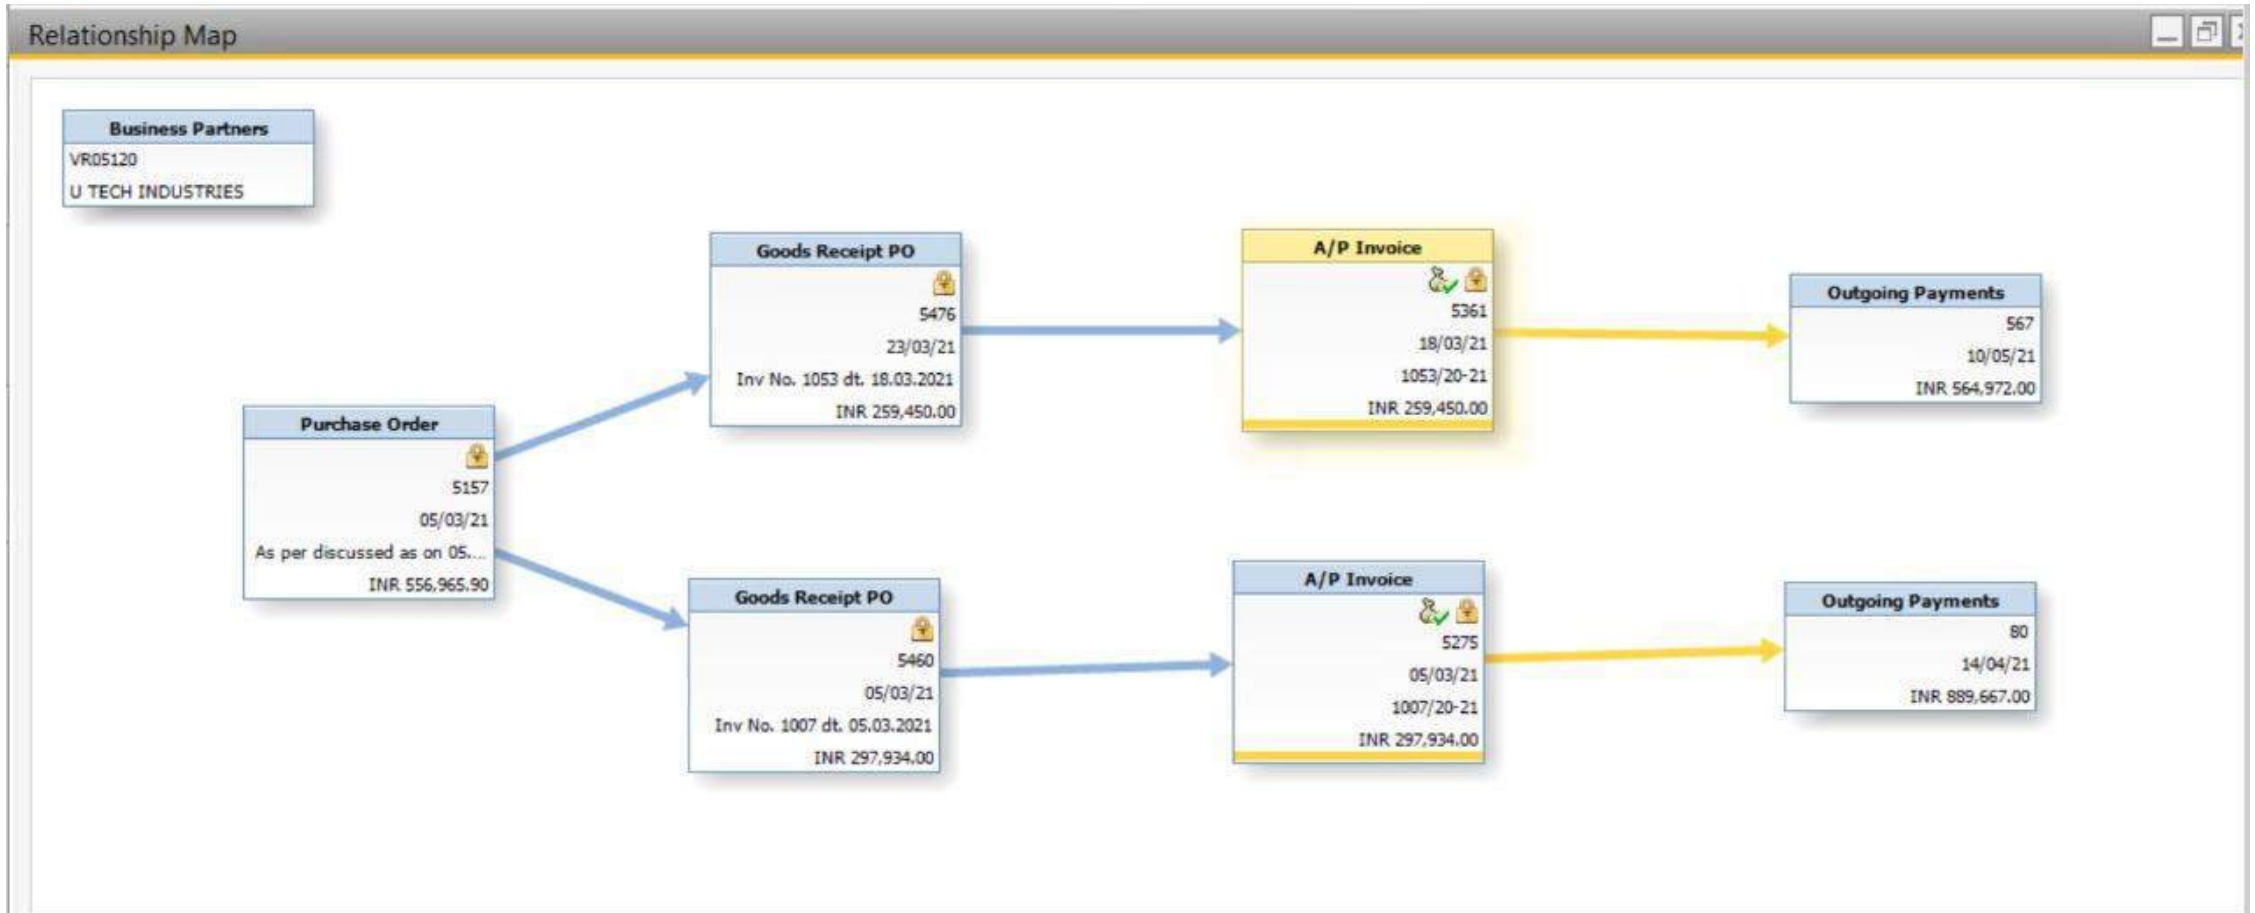 Relationship Map
Business Partners
VR05120
U TECH INDUSTRIES
Goods Receipt PO
5476
23/03/21
Inv No. 1053 dt. 18.03.2021
INR 259,450.00
A/P Invoice
5361
18/03/21
1053/20-21
INR 259,450.00
Outgoing Payments
567
10/05/21
INR 564,972.00
Purchase Order
5157
05/03/21
As per discussed as on 05....
INR 556,965.90
Goods Receipt PO
5460
05/03/21
Inv No. 1007 dt. 05.03.2021
INR 297,934.00
A/P Invoice
5275
05/03/21
1007/20-21
INR 297,934.00
Outgoing Payments
80
14/04/21
INR 889,667.00